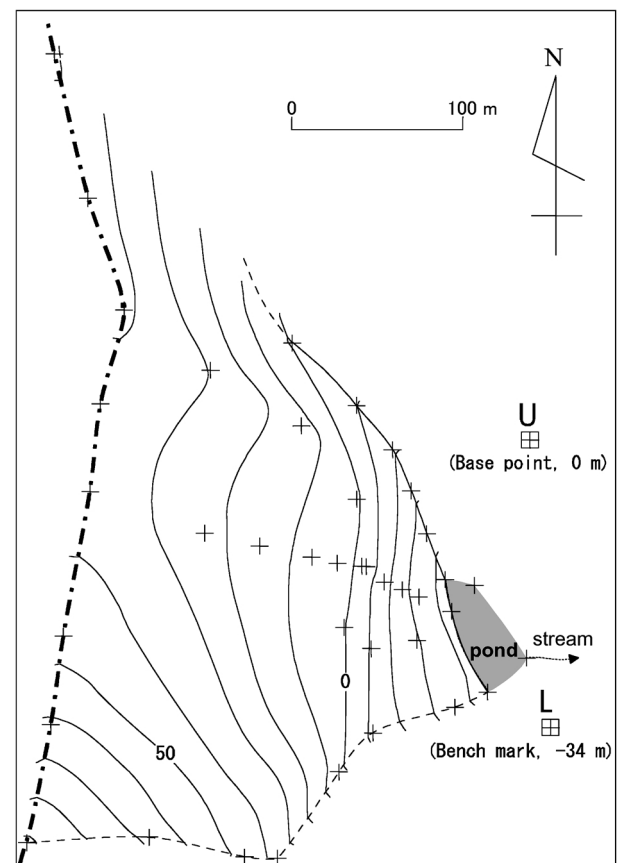 N
0 100 m
U
(Base point, 0 m)
stream
pond
0
L
(Bench mark, -34 m)
50